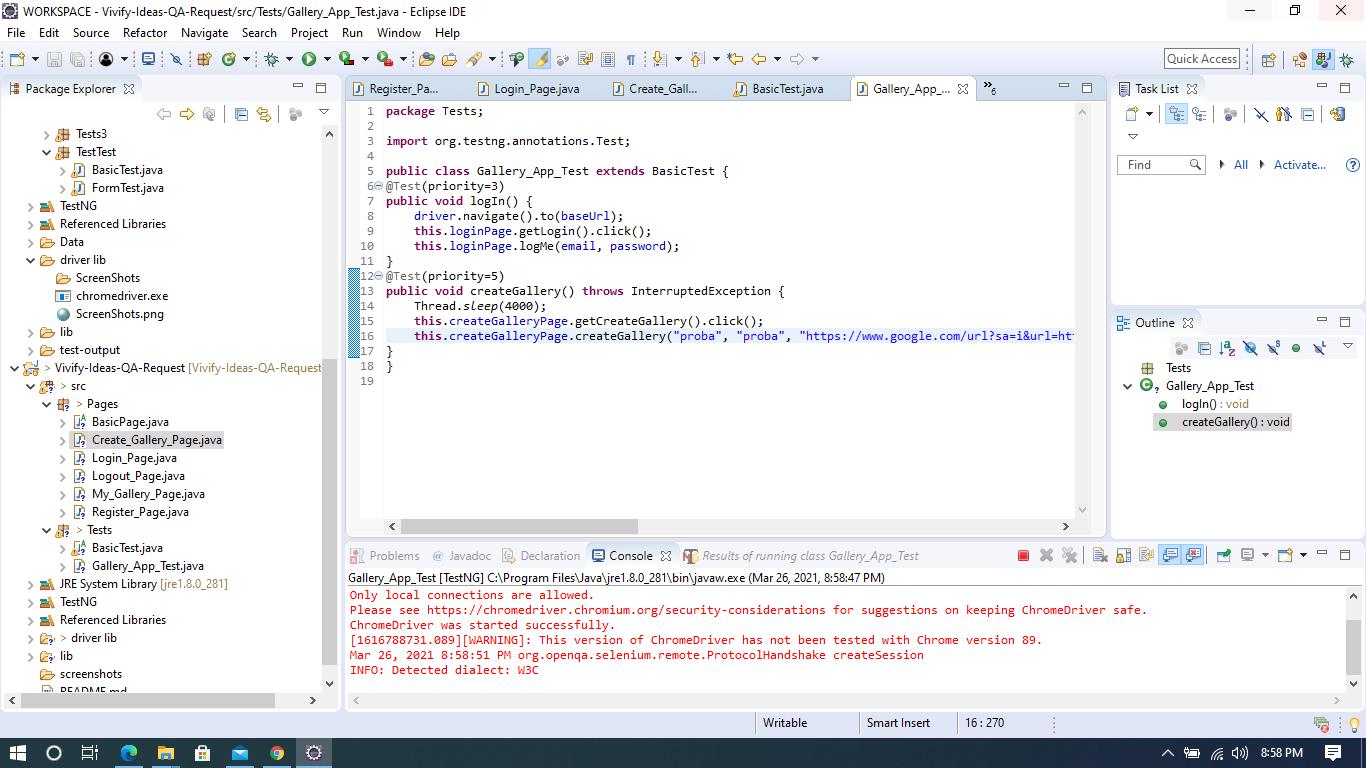 WORKSPACE - Vivify-Ideas-QA-Request/src/Tests/Gallery_App_Test.java - Eclipse IDE
File Edit Source Refactor Navigate Search Project Run Window Help
Quick Access
Package Explorer
Tests3
TestTest
BasicTest.java
FormTest.java
TestNG
Referenced Libraries
Data
driver lib
ScreenShots
chromedriver.exe
ScreenShots.png
lib
test-output
> Vivify-Ideas-QA-Request [Vivify-Ideas-QA-Request
> src
> Pages
BasicPage.java
Create_Gallery_Page.java
Login_Page.java
Logout_Page.java
My_Gallery_Page.java
Register_Page.java
> Tests
BasicTest.java
Gallery_App_Test.java
JRE System Library [jre1.8.0_281]
TestNG
Referenced Libraries
> driver lib
lib
screenshots
README.md
Register_Pa... Login_Page.java Create_Gall... BasicTest.java Gallery_App_... »6
1 package Tests;
2
3 import org.testng.annotations.Test;
4
5 public class Gallery_App_Test extends BasicTest {
6 @Test(priority=3)
7 public void logIn() {
8 driver.navigate().to(baseUrl);
9 this.loginPage.getLogin().click();
10 this.loginPage.logMe(email, password);
11 }
12 @Test(priority=5)
13 public void createGallery() throws InterruptedException {
14 Thread.sleep(4000);
15 this.createGalleryPage.getCreateGallery().click();
16 this.createGalleryPage.createGallery("proba", "proba", "https://www.google.com/url?sa=i&url=ht
17 }
18 }
19
Task List
Find All Activate...
Outline
Tests
Gallery_App_Test
logIn() : void
createGallery() : void
Problems @ Javadoc Declaration Console Results of running class Gallery_App_Test
Gallery_App_Test [TestNG] C:\Program Files\Java\jre1.8.0_281\bin\javaw.exe (Mar 26, 2021, 8:58:47 PM)
Only local connections are allowed.
Please see https://chromedriver.chromium.org/security-considerations for suggestions on keeping ChromeDriver safe.
ChromeDriver was started successfully.
[1616788731.089][WARNING]: This version of ChromeDriver has not been tested with Chrome version 89.
Mar 26, 2021 8:58:51 PM org.openqa.selenium.remote.ProtocolHandshake createSession
INFO: Detected dialect: W3C
Writable Smart Insert 16 : 270
8:58 PM